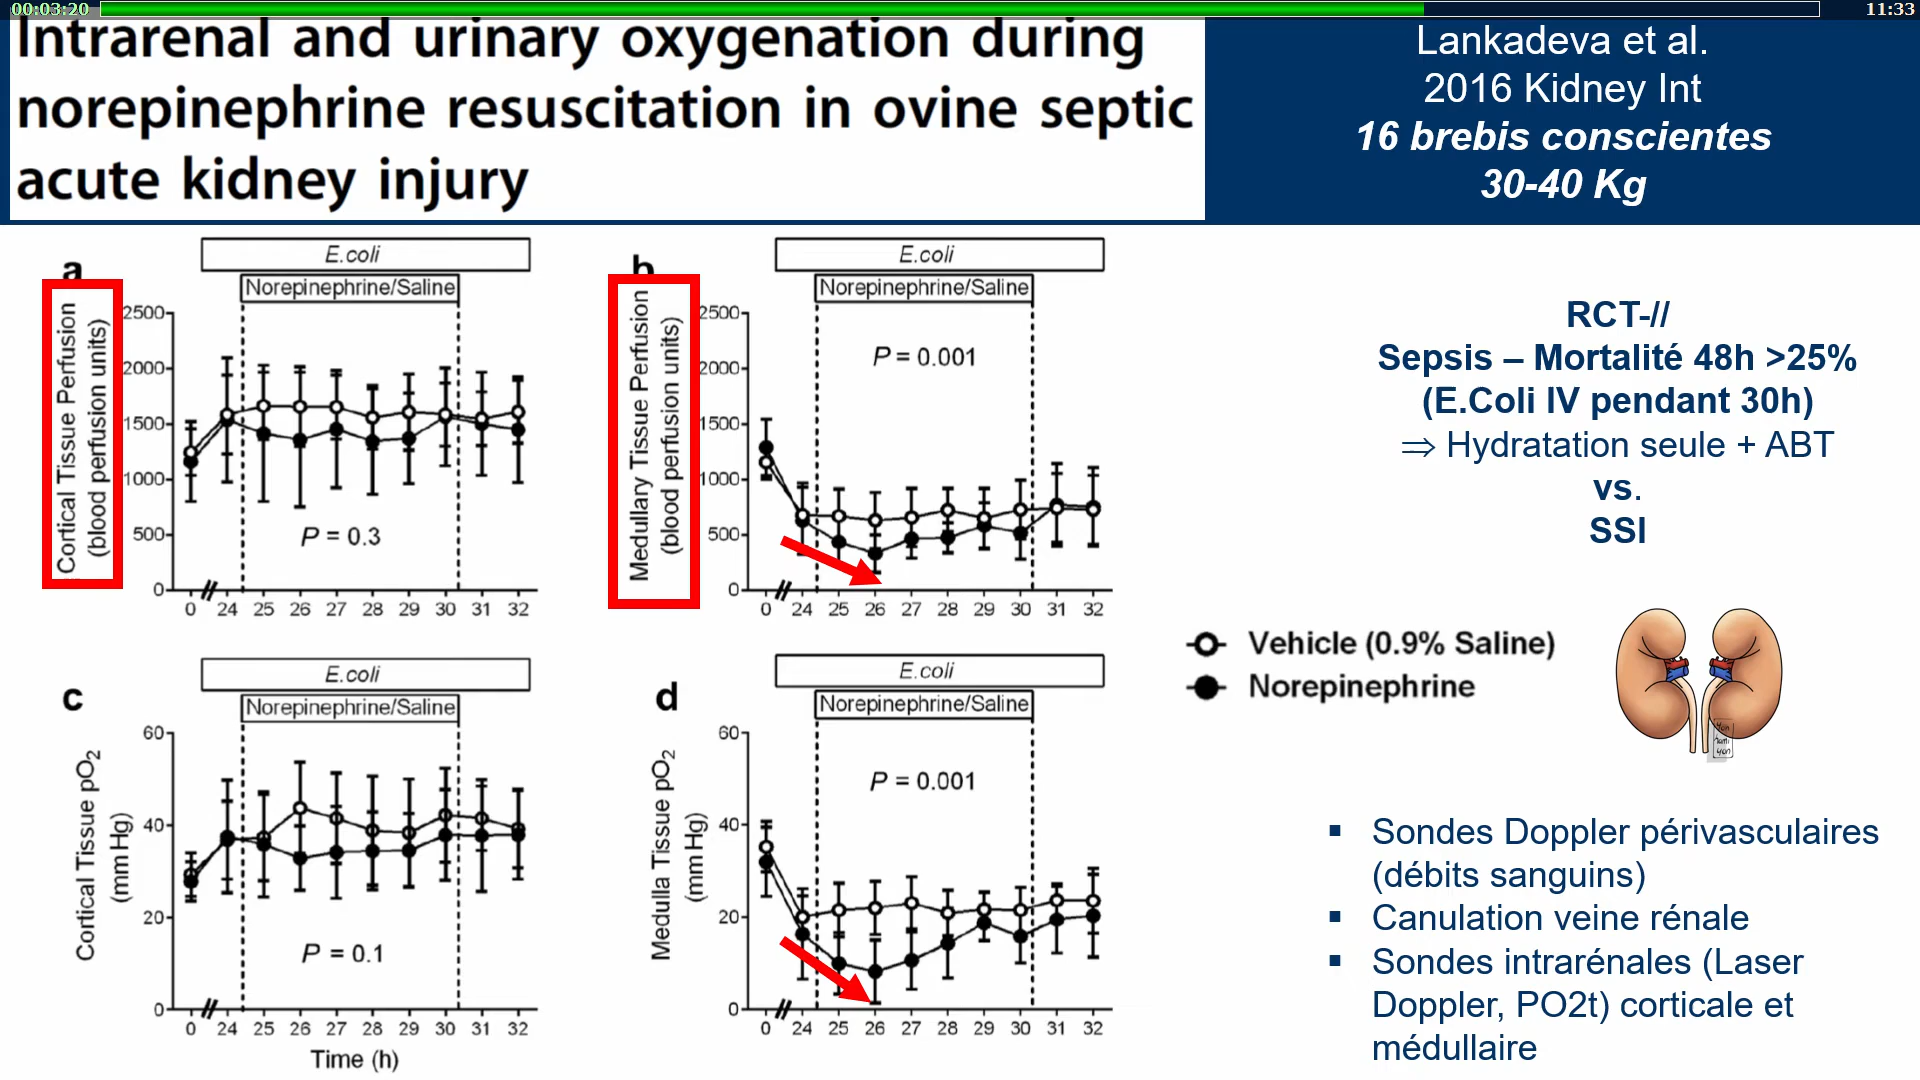 00:03:20
11:33
Intrarenal and urinary oxygenation during
norepinephrine resuscitation in ovine septic
acute kidney injury
Lankadeva et al.
2016 Kidney Int
16 brebis conscientes
30-40 Kg
a
E.coli
Norepinephrine/Saline
Cortical Tissue Perfusion
(blood perfusion units)
2500
2000
1500
1000
500
0
P = 0.3
0 24 25 26 27 28 29 30 31 32
b
E.coli
Norepinephrine/Saline
Medullary Tissue Perfusion
(blood perfusion units)
2500
2000
1500
1000
500
0
P = 0.001
0 24 25 26 27 28 29 30 31 32
RCT-//
Sepsis – Mortalité 48h >25%
(E.Coli IV pendant 30h)
⇒ Hydratation seule + ABT
vs.
SSI
c
E.coli
Norepinephrine/Saline
Cortical Tissue pO2
(mm Hg)
60
40
20
0
P = 0.1
0 24 25 26 27 28 29 30 31 32
Time (h)
d
E.coli
Norepinephrine/Saline
Medulla Tissue pO2
(mm Hg)
60
40
20
0
P = 0.001
0 24 25 26 27 28 29 30 31 32
Vehicle (0.9% Saline)
Norepinephrine
▪ Sondes Doppler périvasculaires
(débits sanguins)
▪ Canulation veine rénale
▪ Sondes intrarénales (Laser
Doppler, PO2t) corticale et
médullaire